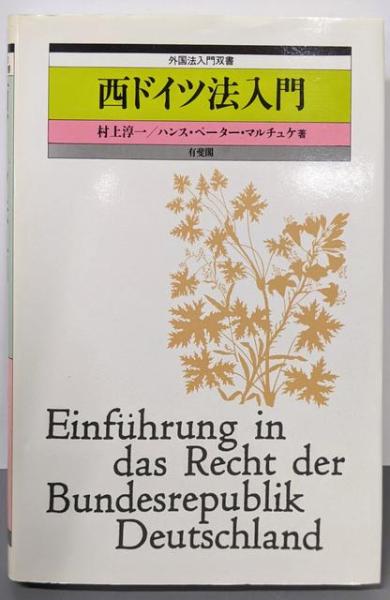 外国法入門双書
西ドイツ法入門
村上淳一／ハンス・ペーター・マルチュケ著
有斐閣
Einführung in
das Recht der
Bundesrepublik
Deutschland